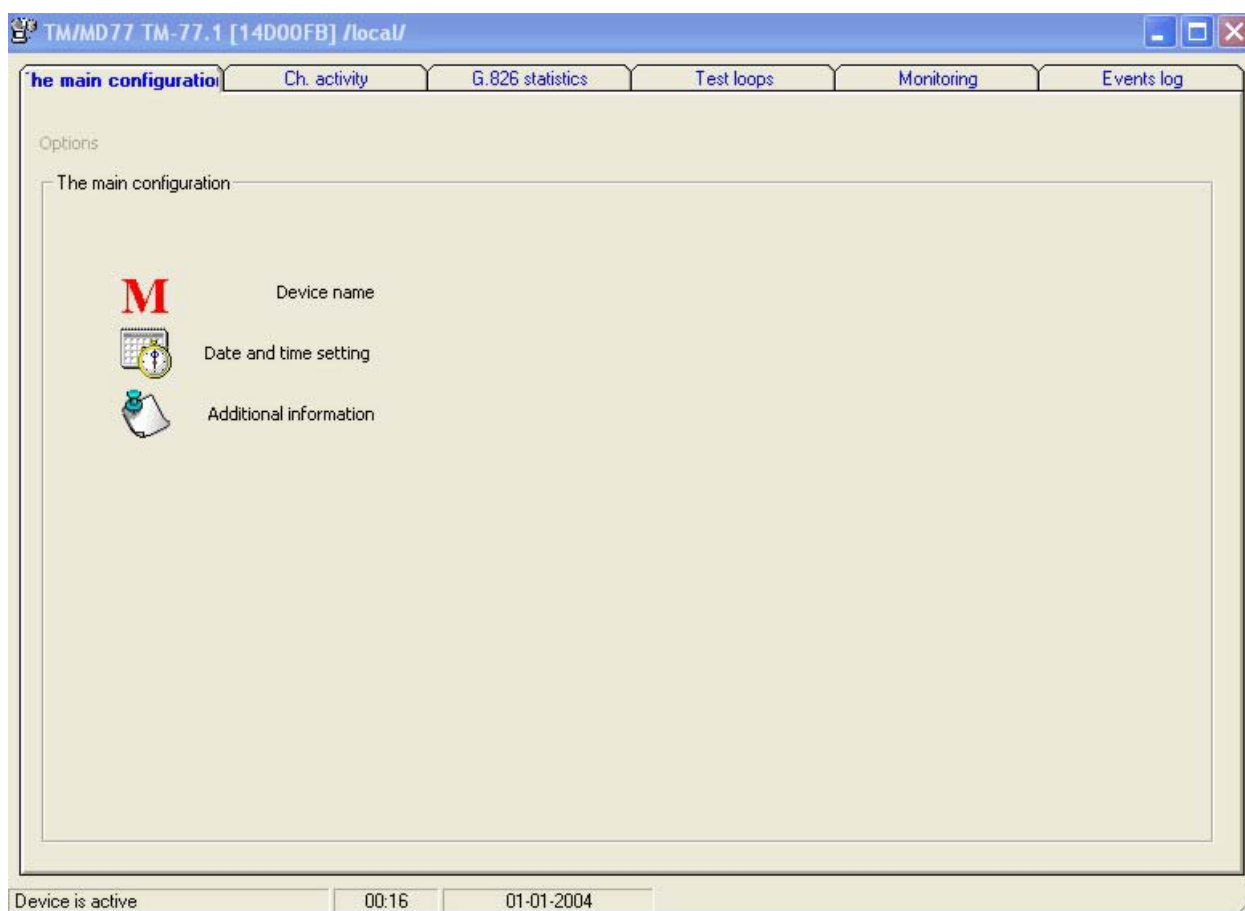 TM/MD77 TM-77.1 [14D00FB] /local/
he main configuratio Ch. activity G.826 statistics Test loops Monitoring Events log
Options
The main configuration
M Device name
Date and time setting
Additional information
Device is active 00:16 01-01-2004